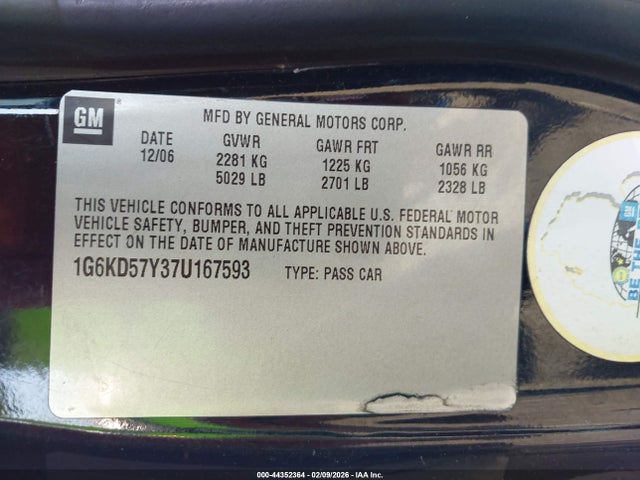 GM
MFD BY GENERAL MOTORS CORP.
DATE GVWR GAWR FRT GAWR RR
12/06 2281 KG 1225 KG 1056 KG
5029 LB 2701 LB 2328 LB
THIS VEHICLE CONFORMS TO ALL APPLICABLE U.S. FEDERAL MOTOR
VEHICLE SAFETY, BUMPER, AND THEFT PREVENTION STANDARDS IN
EFFECT ON THE DATE OF MANUFACTURE SHOWN ABOVE.
1G6KD57Y37U167593 TYPE: PASS CAR
GM
BE THE
000-44352364 - 02/09/2026 - IAA Inc.